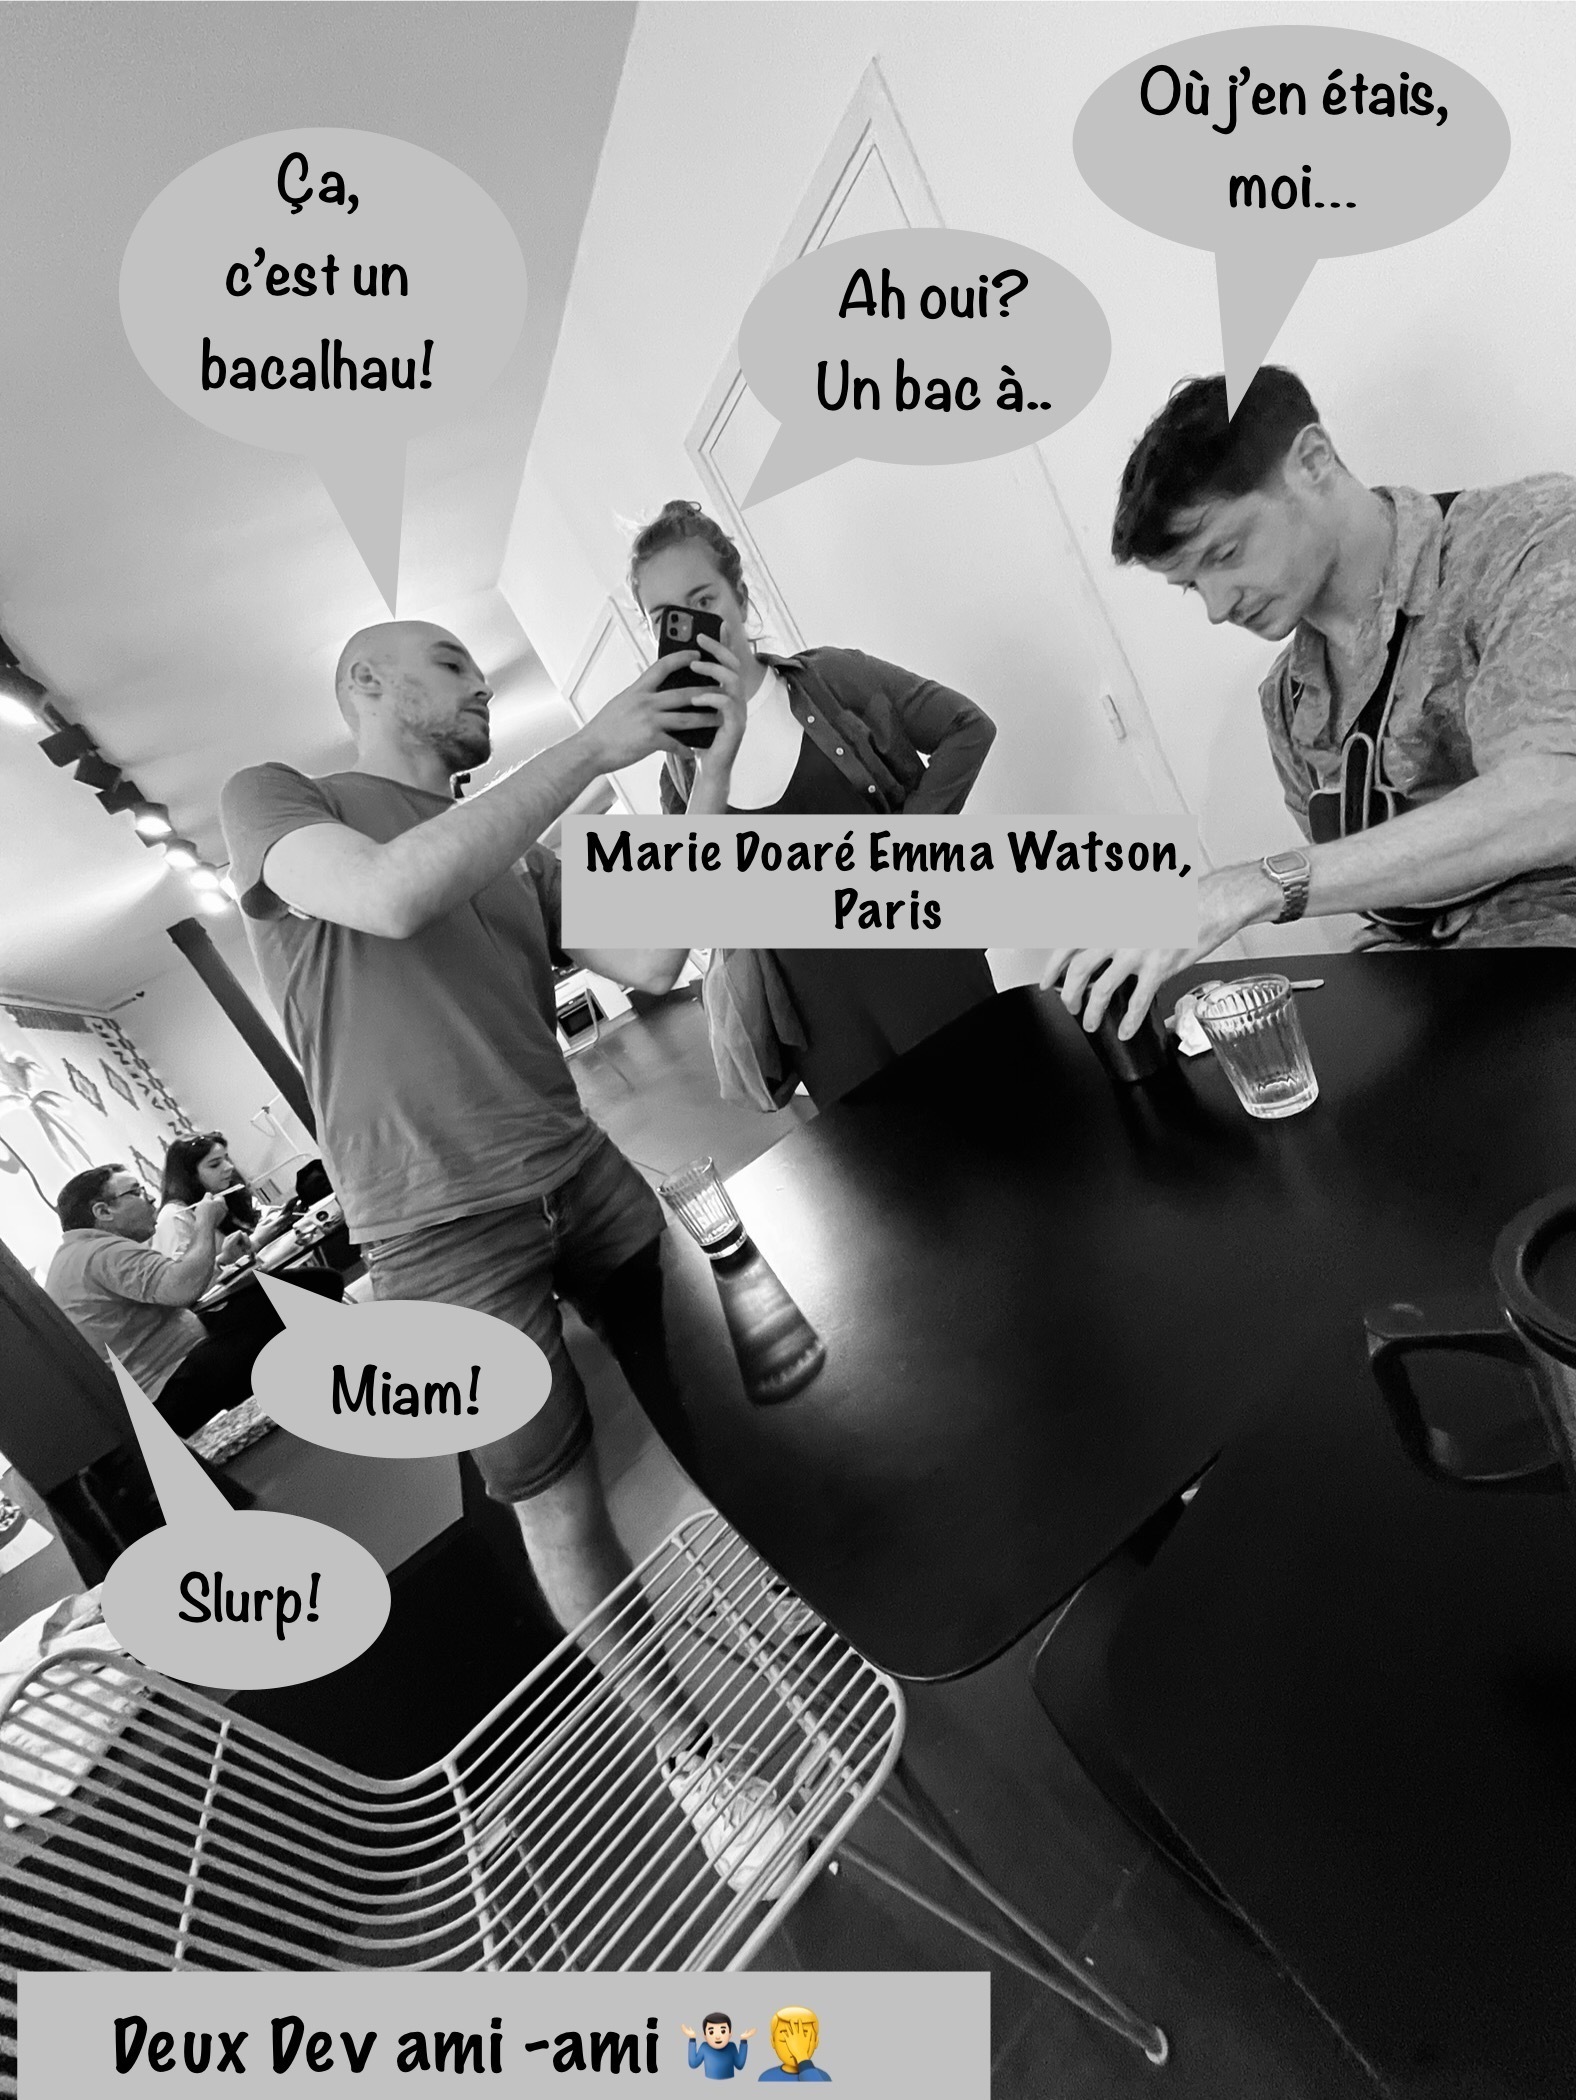 Ça,
c'est un
bacalhau!
Ah oui?
Un bac à..
Où j'en étais,
moi...
Marie Doaré Emma Watson,
Paris
Miam!
Slurp!
Deux Dev ami -ami 🤷🏻‍♂️🤦‍♂️